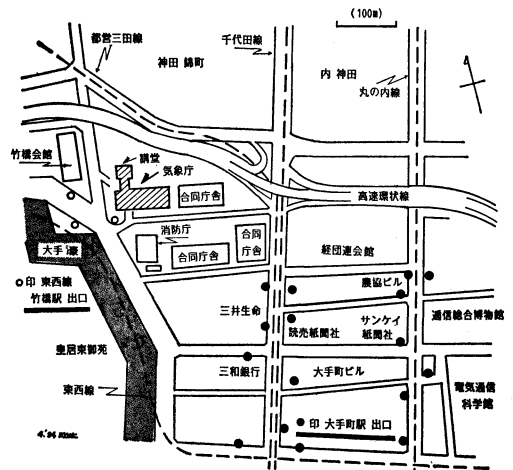 (100m)
都営三田線
千代田線
神田 錦町
内 神田
丸の内線
竹橋会館
講堂
気象庁
合同庁舎
高速環状線
消防庁
合同
庁舎
合同庁舎
経団連会館
大手濠
○印 東西線
竹橋駅 出口
農協ビル
三井生命
読売新聞社
サンケイ
新聞社
逓信総合博物館
皇居東御苑
三和銀行
大手町ビル
東西線
電気通信
科学館
●印 大手町駅 出口